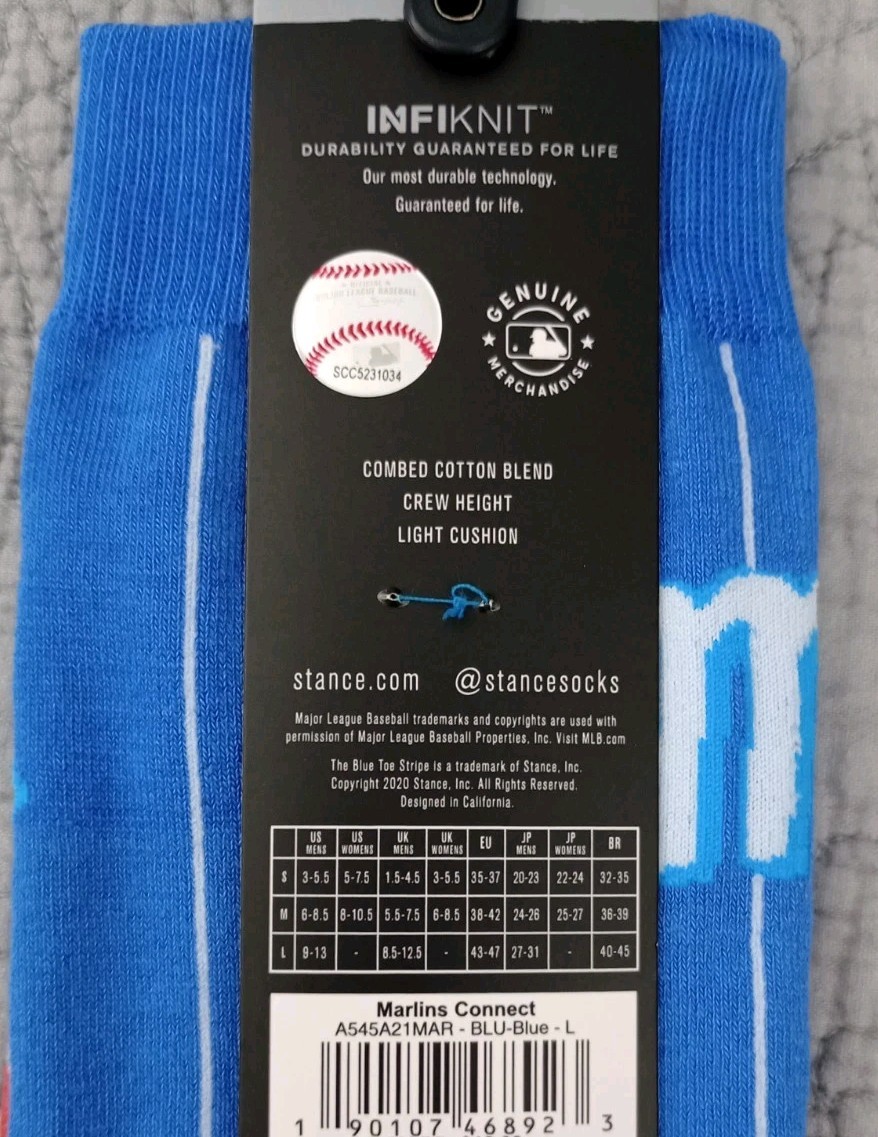 INFIKNIT™
DURABILITY GUARANTEED FOR LIFE
Our most durable technology.
Guaranteed for life.
MAJOR LEAGUE BASEBALL
SCC5231034
GENUINE
MERCHANDISE
COMBED COTTON BLEND
CREW HEIGHT
LIGHT CUSHION
stance.com @stancesocks
Major League Baseball trademarks and copyrights are used with
permission of Major League Baseball Properties, Inc. Visit MLB.com
The Blue Toe Stripe is a trademark of Stance, Inc.
Copyright 2020 Stance, Inc. All Rights Reserved.
Designed in California.
US MENS US WOMENS UK MENS UK WOMENS EU JP MENS JP WOMENS BR
S 3-5.5 5-7.5 1.5-4.5 3-5.5 35-37 20-23 22-24 32-35
M 6-8.5 8-10.5 5.5-7.5 6-8.5 38-42 24-26 25-27 36-39
L 9-13 - 8.5-12.5 - 43-47 27-31 - 40-45
Marlins Connect
A545A21MAR - BLU-Blue - L
1 90107 46892 3